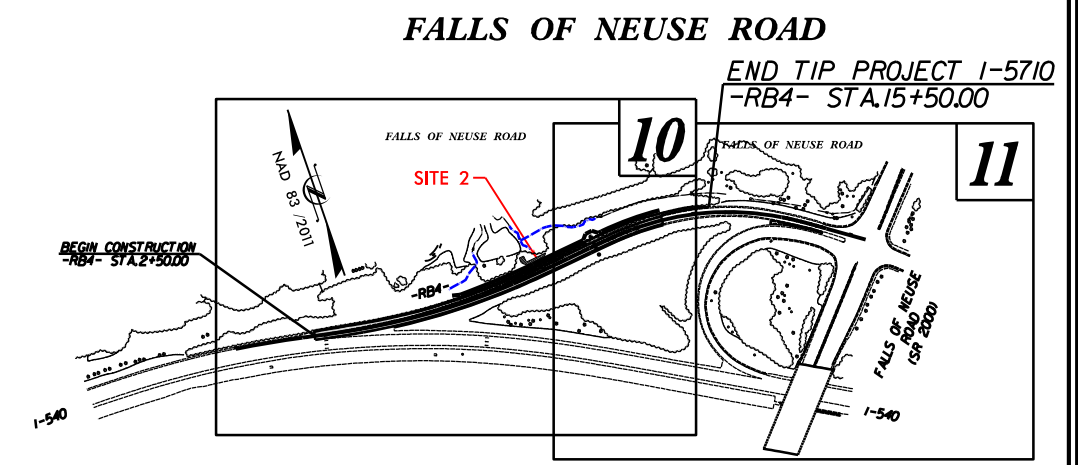 FALLS OF NEUSE ROAD
END TIP PROJECT I-5710
-RB4- STA.15+50.00
10
11
FALLS OF NEUSE ROAD
FALLS OF NEUSE ROAD
NAD 83 /2011
SITE 2
BEGIN CONSTRUCTION
-RB4- STA.2+50.00
-RB4-
FALLS OF NEUSE
ROAD
(SR 2000)
I-540
I-540